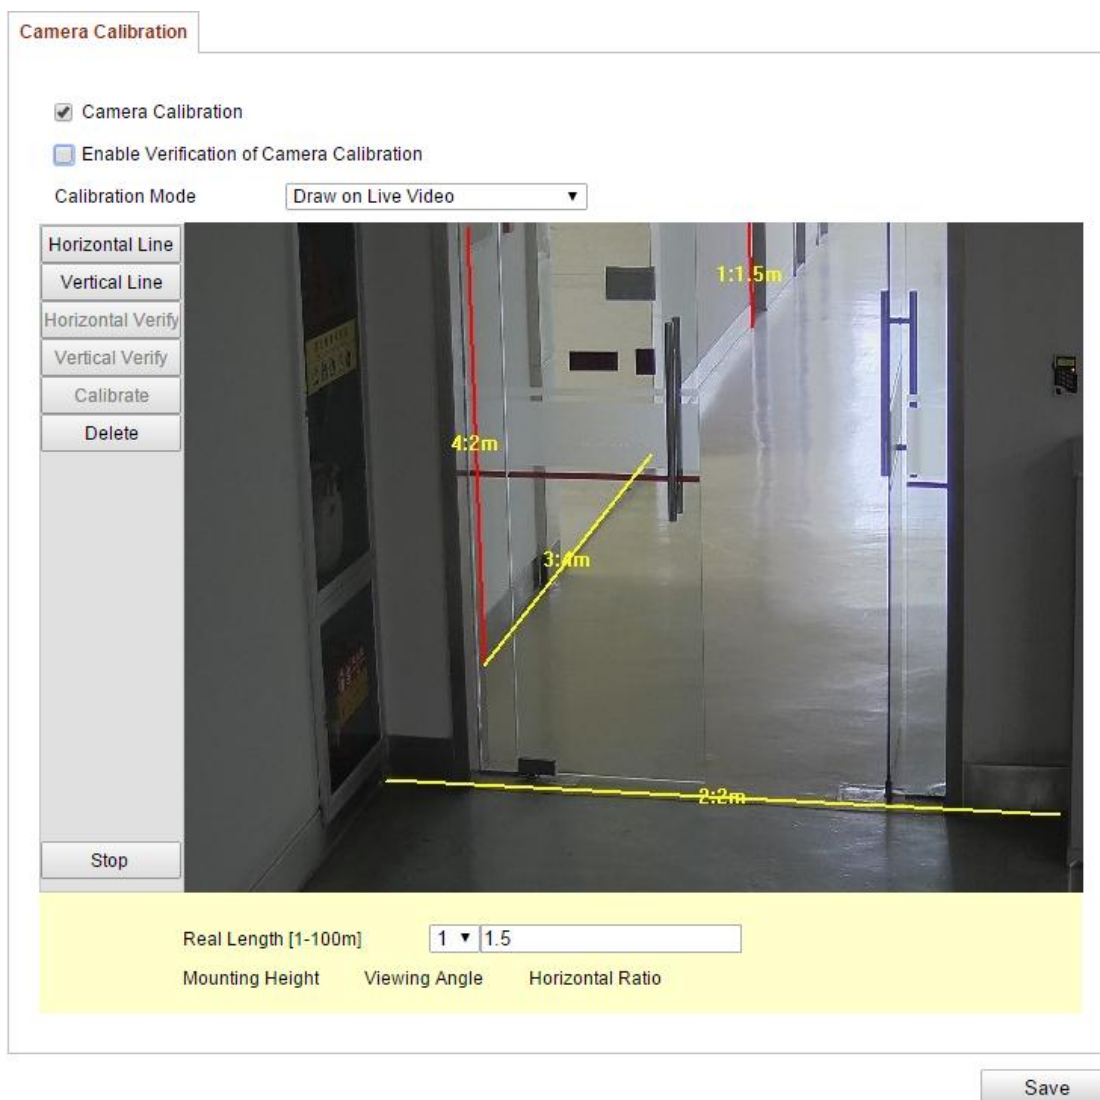 Camera Calibration
Camera Calibration
Enable Verification of Camera Calibration
Calibration Mode
Draw on Live Video
Horizontal Line
Vertical Line
Horizontal Verify
Vertical Verify
Calibrate
Delete
Stop
1:1.5m
4:2m
3:4m
2:2m
Real Length [1-100m]
1
1.5
Mounting Height
Viewing Angle
Horizontal Ratio
Save